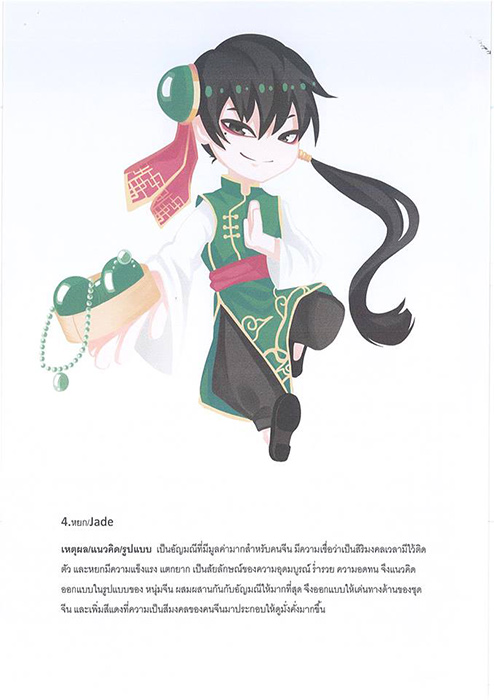 4.หยก/Jade
เหตุผล/แนวคิด/รูปแบบ เป็นอัญมณีที่มีมูลค่ามากสำหรับคนจีน มีความเชื่อว่าเป็นสิริมงคลเวลามีไว้ติด
ตัว และหยกมีความแข็งแรง แตกยาก เป็นสัยลักษณ์ของความอุดมบูรณ์ ร่ำรวย ความอดทน จึงแนวคิด
ออกแบบในรูปแบบของ หนุ่มจีน ผสมผสานกันกับอัญมณีให้มากที่สุด จึงออกแบบให้เด่นทางด้านของชุด
จีน และเพิ่มสีแดงที่ความเป็นสีมงคลของคนจีนมาประกอบให้ดูมั่งคั่งมากขึ้น